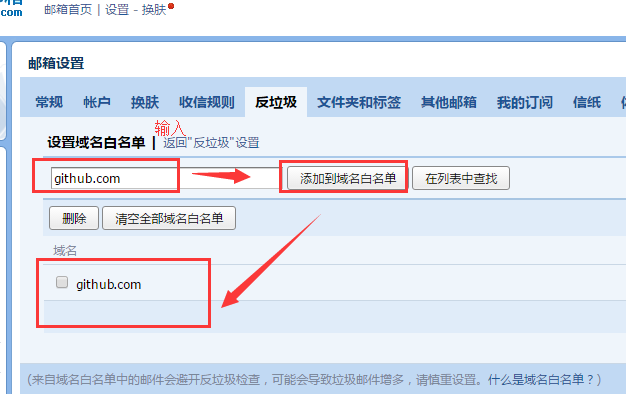 .com
邮箱首页 | 设置 - 换肤
邮箱设置
常规 帐户 换肤 收信规则 反垃圾 文件夹和标签 其他邮箱 我的订阅 信纸
输入
设置域名白名单 | 返回"反垃圾"设置
github.com 添加到域名白名单 在列表中查找
删除 清空全部域名白名单
域名
github.com
(来自域名白名单中的邮件会避开反垃圾检查，可能会导致垃圾邮件增多，请慎重设置。什么是域名白名单？)